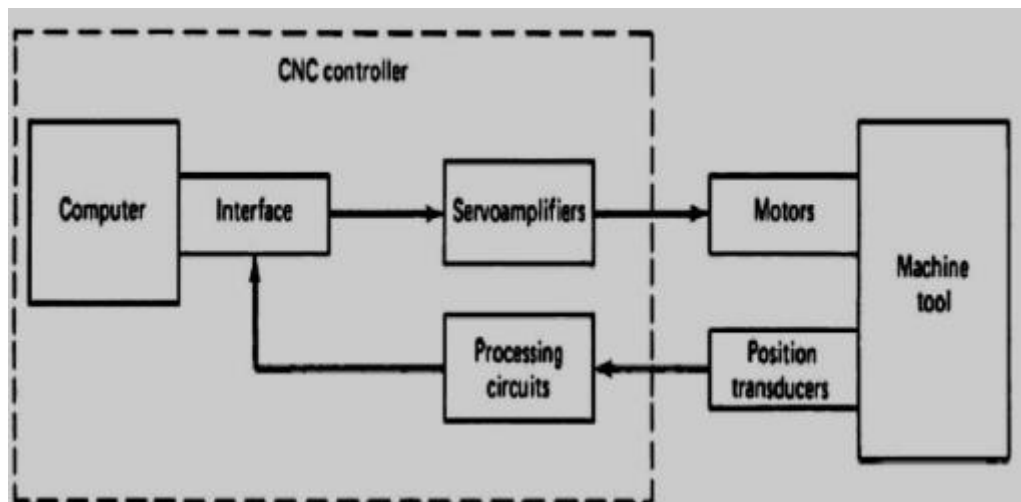 CNC controller
Computer
Interface
Servoamplifiers
Motors
Machine
tool
Processing
circuits
Position
transducers